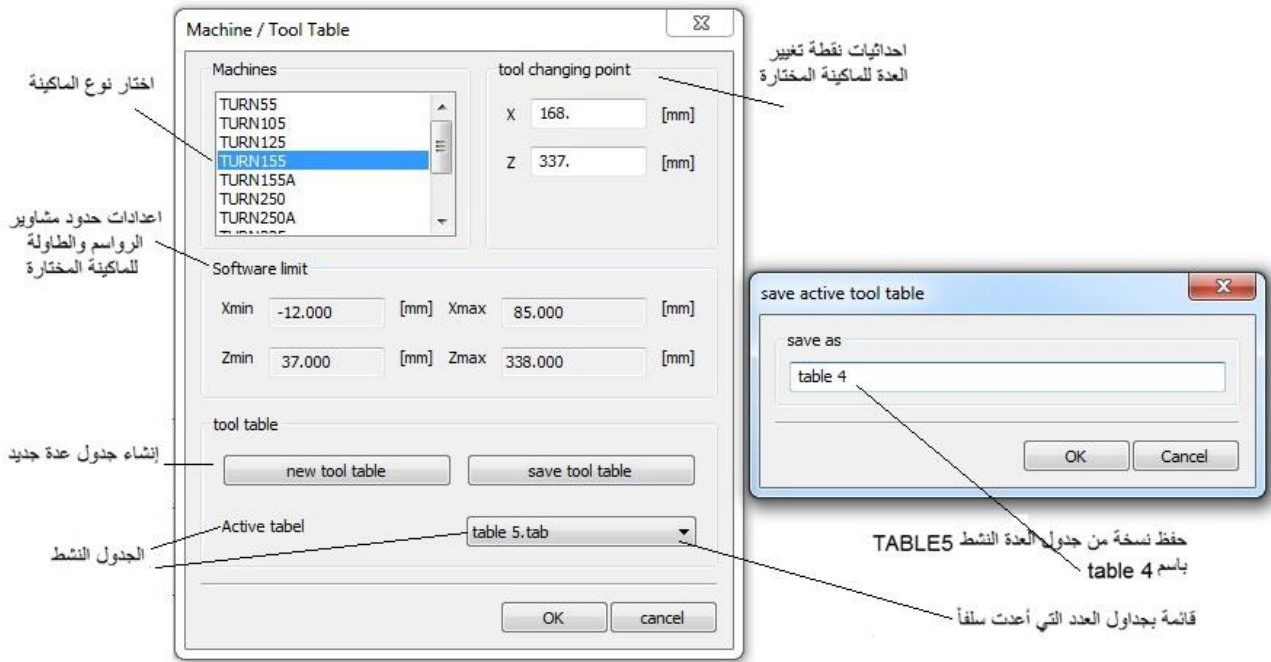 Machine / Tool Table
Machines
TURN55
TURN105
TURN125
TURN155
TURN155A
TURN250
TURN250A
tool changing point
X 168. [mm]
Z 337. [mm]
Software limit
Xmin -12.000 [mm] Xmax 85.000 [mm]
Zmin 37.000 [mm] Zmax 338.000 [mm]
tool table
new tool table save tool table
Active tabel table 5.tab
OK cancel
اختار نوع الماكينة
اعدادات حدود مشاوير
الرواسم والطاولة
للماكينة المختارة
إنشاء جدول عدة جديد
الجدول النشط
احداثيات نقطة تغيير
العدة للماكينة المختارة
save active tool table
save as
table 4
OK Cancel
حفظ نسخة من جدول العدة النشط TABLE5
باسم table 4
قائمة بجداول العدد التي أعدت سلفاً